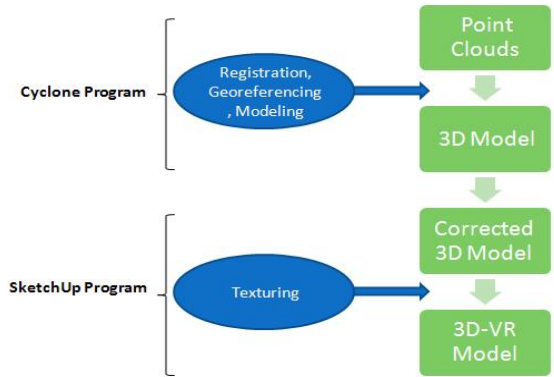 Point
Clouds
Cyclone Program
Registration,
Georeferencing
, Modeling
3D Model
Corrected
3D Model
SketchUp Program
Texturing
3D-VR
Model